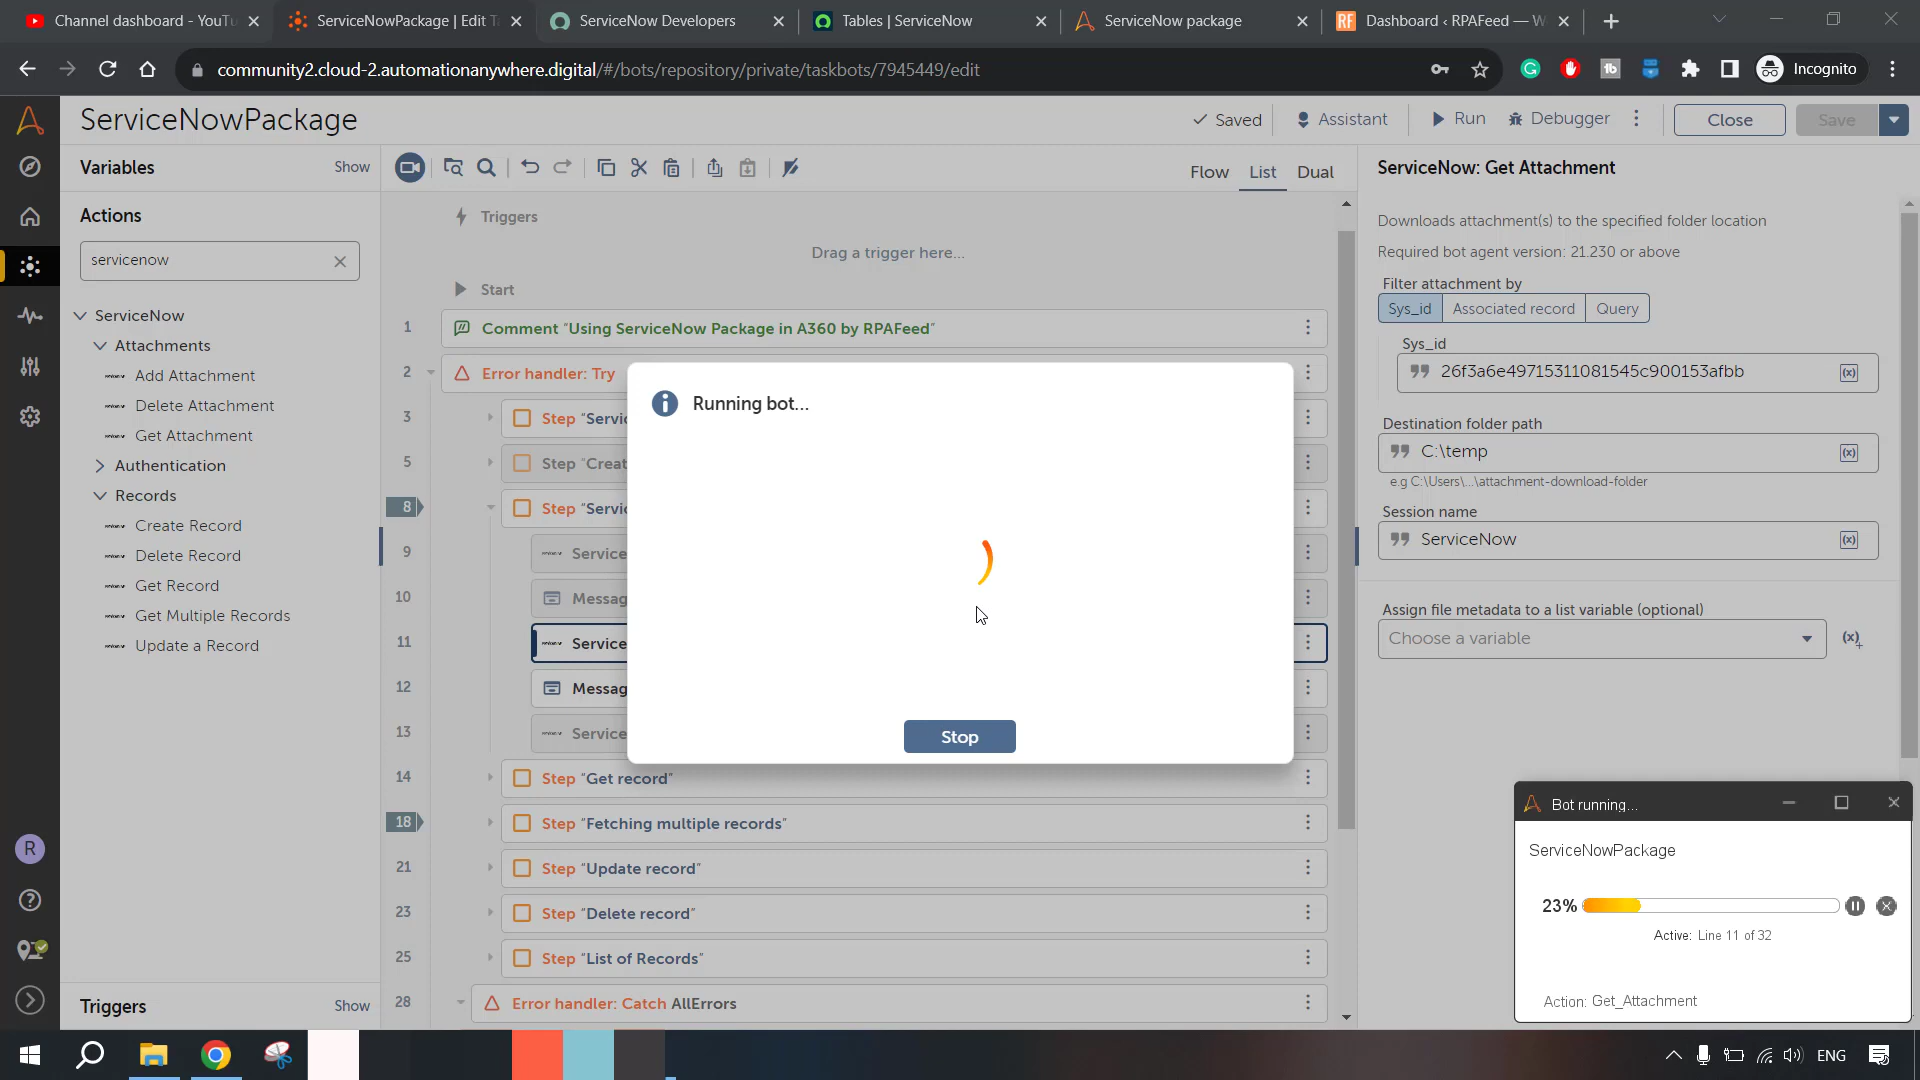 Channel dashboard - YouTu
ServiceNowPackage | Edit T
ServiceNow Developers
Tables | ServiceNow
ServiceNow package
Dashboard ‹ RPAFeed — W
community2.cloud-2.automationanywhere.digital/#/bots/repository/private/taskbots/7945449/edit
Incognito
ServiceNowPackage
Saved
Assistant
Run
Debugger
Close
Save
Variables
Show
Flow
List
Dual
ServiceNow: Get Attachment
Actions
servicenow
Triggers
Drag a trigger here...
Start
Downloads attachment(s) to the specified folder location
Required bot agent version: 21.230 or above
Filter attachment by
Sys_id
Associated record
Query
Sys_id
26f3a6e49715311081545c900153afbb
Destination folder path
C:\temp
e.g C:\Users\...\attachment-download-folder
Session name
ServiceNow
Assign file metadata to a list variable (optional)
Choose a variable
ServiceNow
Attachments
Add Attachment
Delete Attachment
Get Attachment
Authentication
Records
Create Record
Delete Record
Get Record
Get Multiple Records
Update a Record
1 Comment "Using ServiceNow Package in A360 by RPAFeed"
2 Error handler: Try
3 Step "Servic
5 Step "Creat
8 Step "Servic
9 Service
10 Messag
11 Service
12 Messag
13 Service
14 Step "Get record"
18 Step "Fetching multiple records"
21 Step "Update record"
23 Step "Delete record"
25 Step "List of Records"
28 Error handler: Catch AllErrors
Running bot...
Stop
Bot running...
ServiceNowPackage
23%
Active: Line 11 of 32
Action: Get_Attachment
R
Triggers
Show
ENG